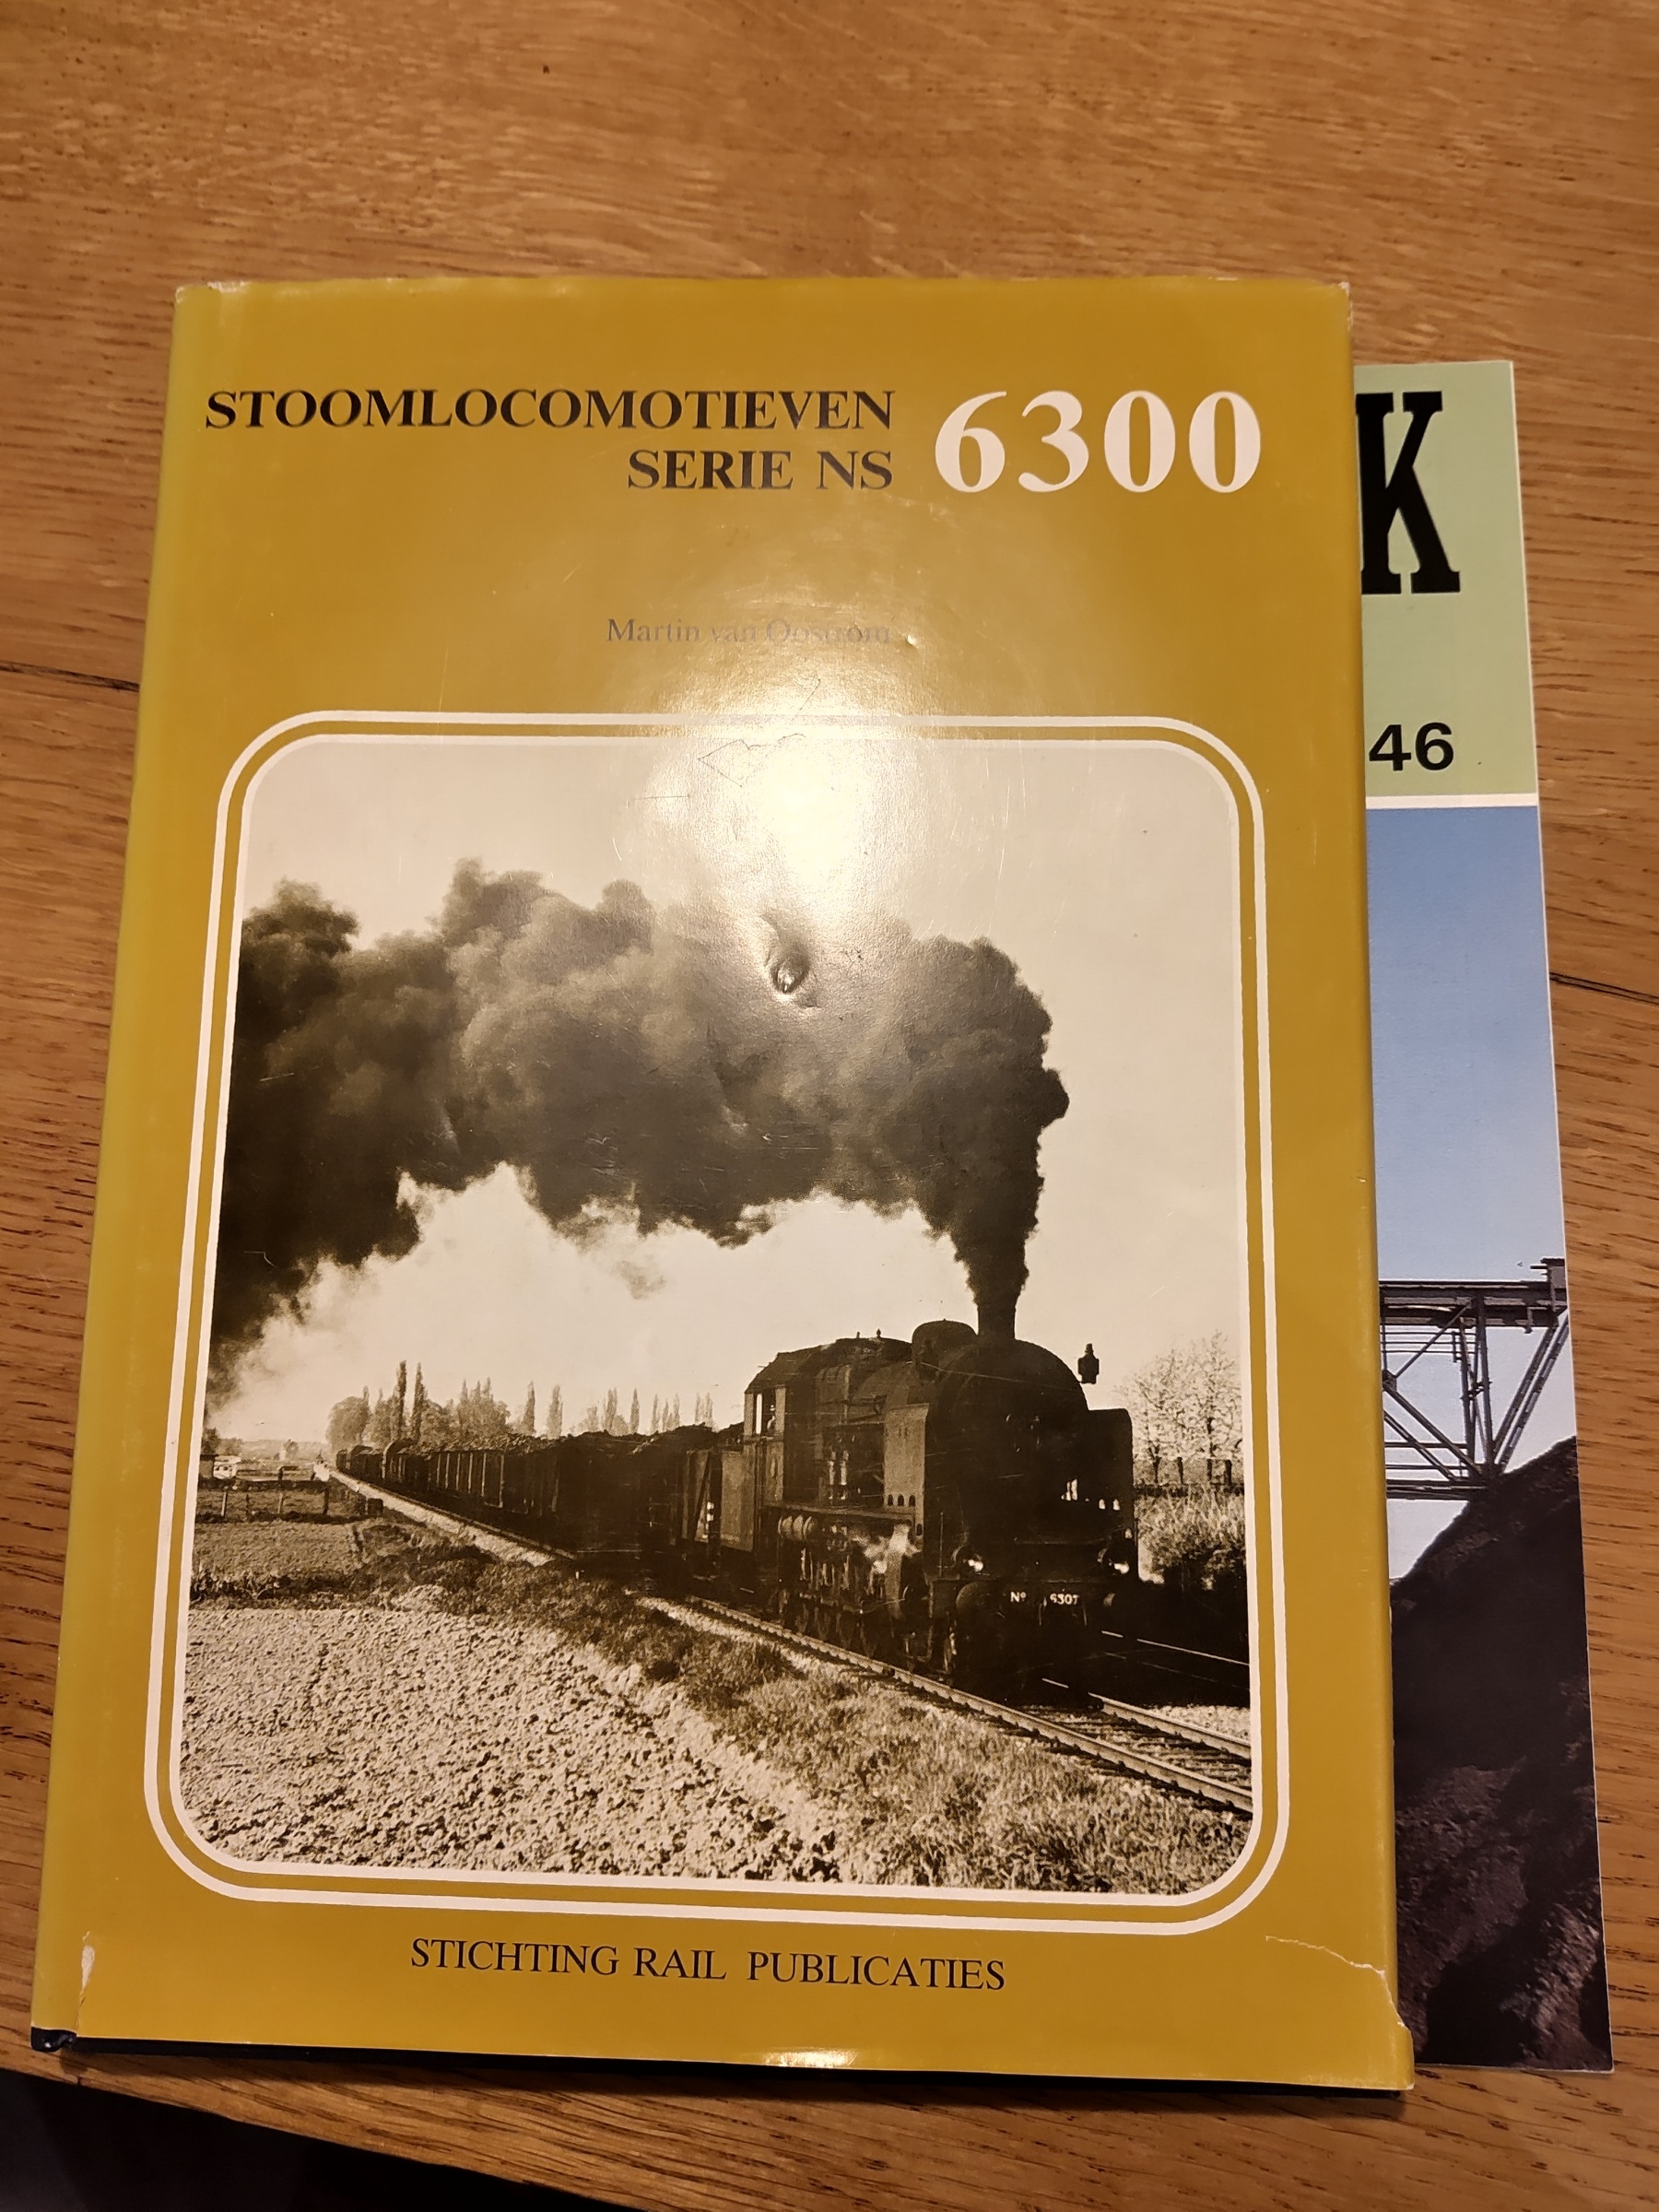 STOOMLOCOMOTIEVEN
SERIE NS
6300
Martin van Oostrom
K
46
Nº 6307
STICHTING RAIL PUBLICATIES